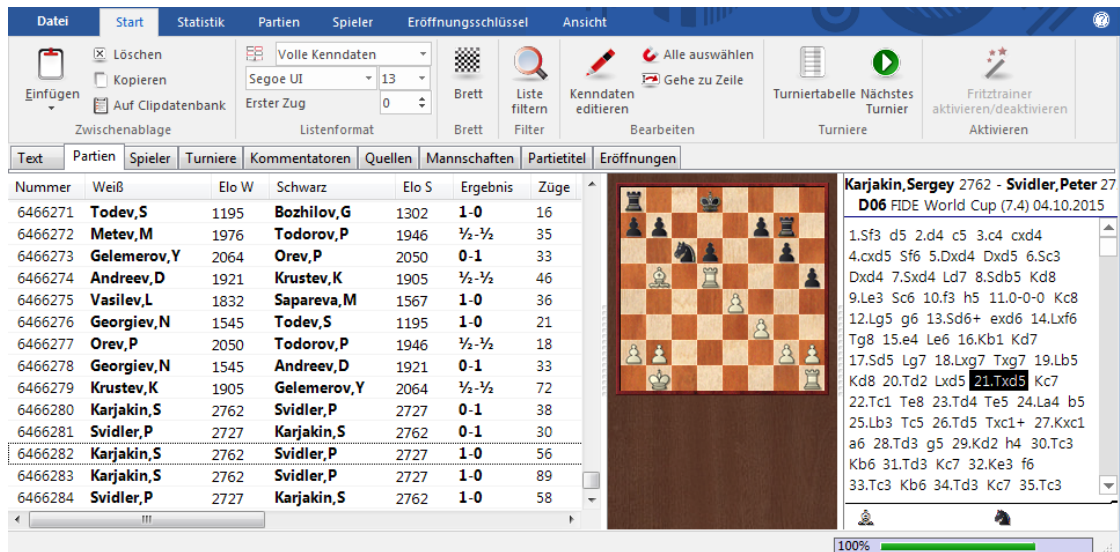 Datei Start Statistik Partien Spieler Eröffnungsschlüssel Ansicht
Einfügen
Löschen
Kopieren
Auf Clipdatenbank
Zwischenablage
Volle Kenndaten
Segoe UI 13
Erster Zug 0
Listenformat
Brett
Brett
Liste
filtern
Filter
Kenndaten
editieren
Alle auswählen
Gehe zu Zeile
Bearbeiten
Turniertabelle Nächstes
Turnier
Turniere
Fritztrainer
aktivieren/deaktivieren
Aktivieren
Text Partien Spieler Turniere Kommentatoren Quellen Mannschaften Partietitel Eröffnungen
Nummer Weiß Elo W Schwarz Elo S Ergebnis Züge
6466271 Todev,S 1195 Bozhilov,G 1302 1-0 16
6466272 Metev,M 1976 Todorov,P 1946 ½-½ 35
6466273 Gelemerov,Y 2064 Orev,P 2050 0-1 33
6466274 Andreev,D 1921 Krustev,K 1905 ½-½ 46
6466275 Vasilev,L 1832 Sapareva,M 1567 1-0 36
6466276 Georgiev,N 1545 Todev,S 1195 1-0 21
6466277 Orev,P 2050 Todorov,P 1946 ½-½ 18
6466278 Georgiev,N 1545 Andreev,D 1921 0-1 33
6466279 Krustev,K 1905 Gelemerov,Y 2064 ½-½ 72
6466280 Karjakin,S 2762 Svidler,P 2727 0-1 38
6466281 Svidler,P 2727 Karjakin,S 2762 0-1 30
6466282 Karjakin,S 2762 Svidler,P 2727 1-0 56
6466283 Karjakin,S 2762 Svidler,P 2727 1-0 89
6466284 Svidler,P 2727 Karjakin,S 2762 1-0 58
Karjakin,Sergey 2762 - Svidler,Peter 27
D06 FIDE World Cup (7.4) 04.10.2015
1.Sf3 d5 2.d4 c5 3.c4 cxd4
4.cxd5 Sf6 5.Dxd4 Dxd5 6.Sc3
Dxd4 7.Sxd4 Ld7 8.Sdb5 Kd8
9.Le3 Sc6 10.f3 h5 11.0-0-0 Kc8
12.Lg5 g6 13.Sd6+ exd6 14.Lxf6
Tg8 15.e4 Le6 16.Kb1 Kd7
17.Sd5 Lg7 18.Lxg7 Txg7 19.Lb5
Kd8 20.Td2 Lxd5 21.Txd5 Kc7
22.Tc1 Te8 23.Td4 Te5 24.La4 b5
25.Lb3 Tc5 26.Td5 Txc1+ 27.Kxc1
a6 28.Td3 g5 29.Kd2 h4 30.Tc3
Kb6 31.Td3 Kc7 32.Ke3 f6
33.Tc3 Kb6 34.Td3 Kc7 35.Tc3
100%